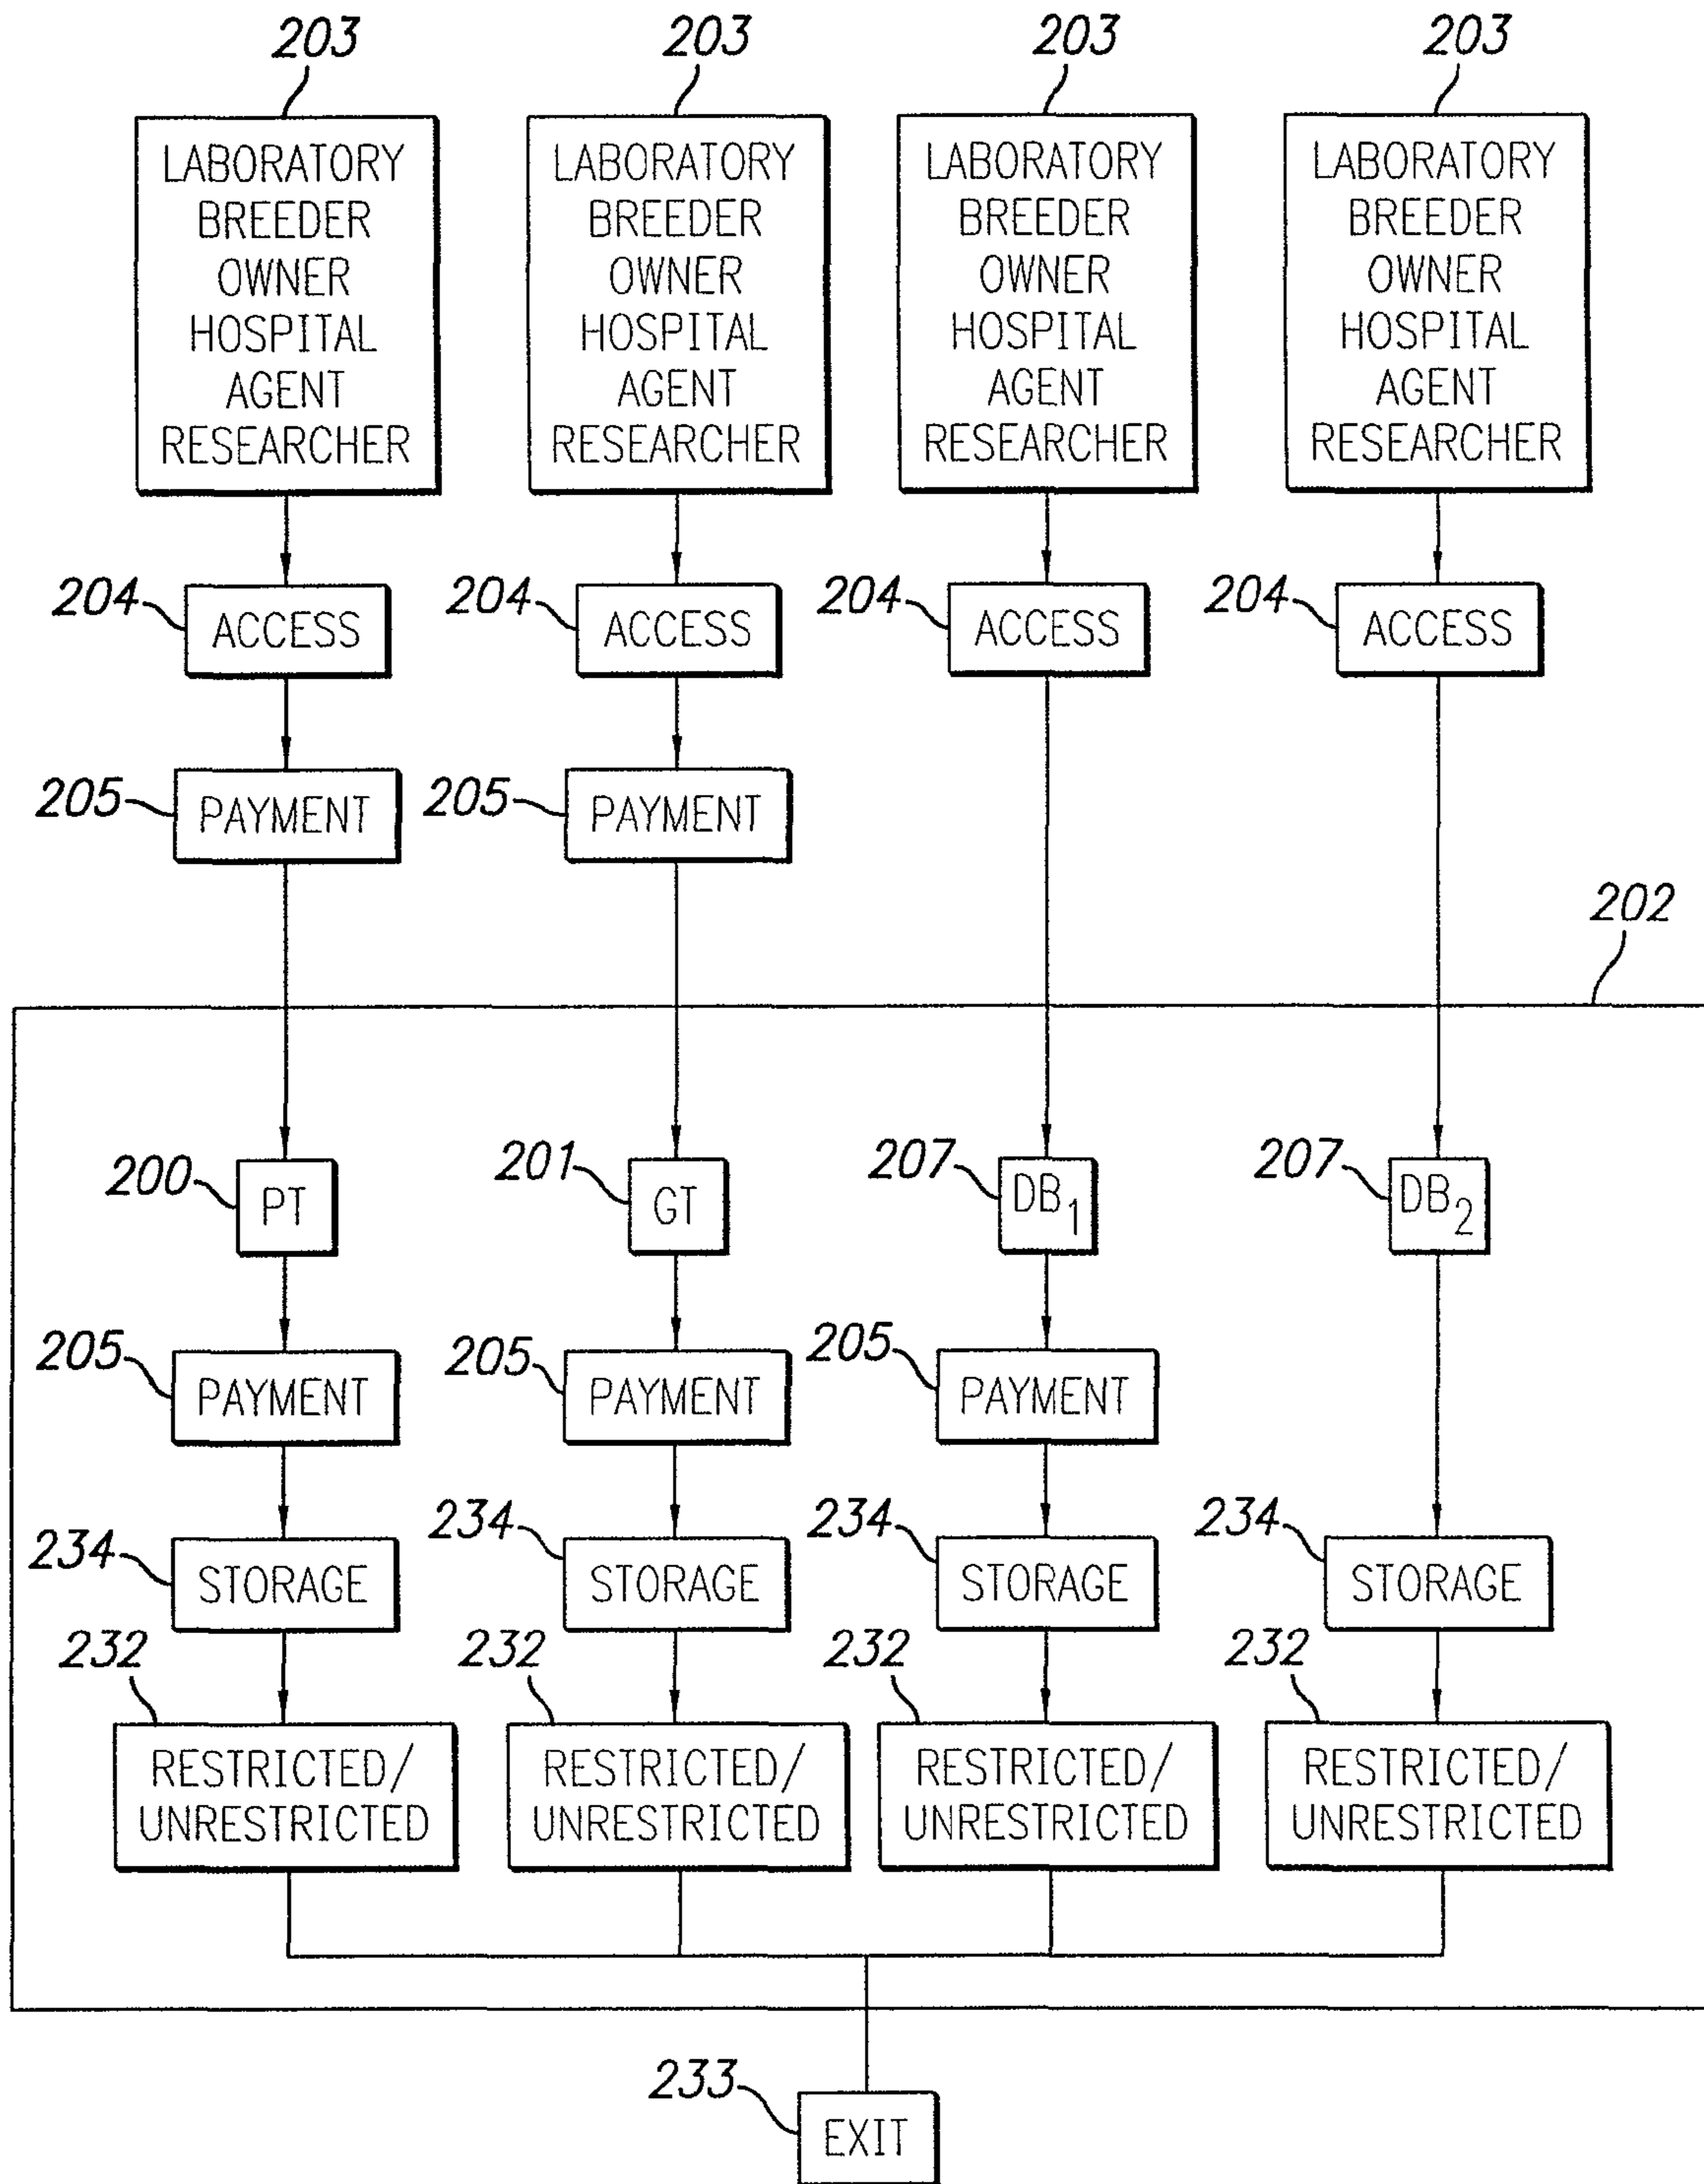 203 203 203 203
LABORATORY LABORATORY LABORATORY LABORATORY
BREEDER BREEDER BREEDER BREEDER
OWNER OWNER OWNER OWNER
HOSPITAL HOSPITAL HOSPITAL HOSPITAL
AGENT AGENT AGENT AGENT
RESEARCHER RESEARCHER RESEARCHER RESEARCHER
204 ACCESS 204 ACCESS 204 ACCESS 204 ACCESS
205 PAYMENT 205 PAYMENT
202
200 PT 201 GT 207 DB1 207 DB2
205 PAYMENT 205 PAYMENT 205 PAYMENT
234 STORAGE 234 STORAGE 234 STORAGE 234 STORAGE
232 232 232 232
RESTRICTED/ RESTRICTED/ RESTRICTED/ RESTRICTED/
UNRESTRICTED UNRESTRICTED UNRESTRICTED UNRESTRICTED
233 EXIT